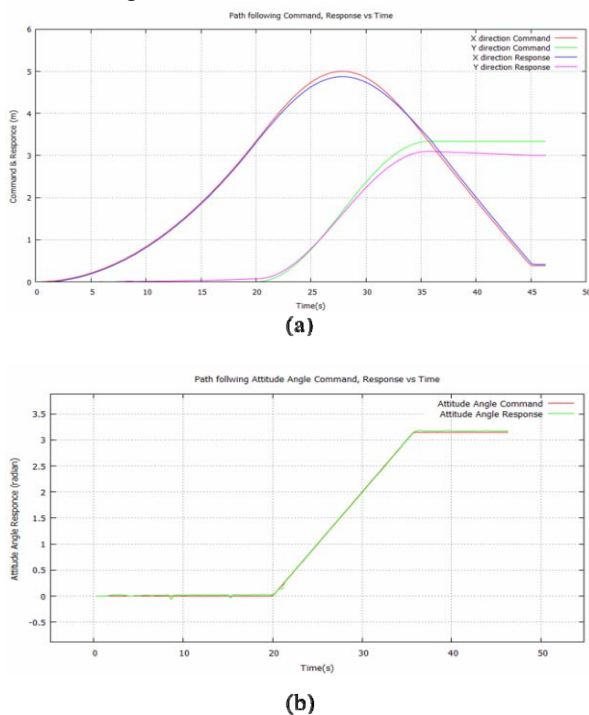 Path following Command, Response vs Time
X direction Command
Y direction Command
X direction Response
Y direction Response
6
5
4
3
2
1
0
Command & Responce (m)
0 5 10 15 20 25 30 35 40 45 50
Time(s)
(a)
Path follwing Attitude Angle Command, Response vs Time
Attitude Angle Command
Attitude Angle Response
3.5
3
2.5
2
1.5
1
0.5
0
-0.5
Attitude Angle Responce (radian)
0 10 20 30 40 50
Time(s)
(b)